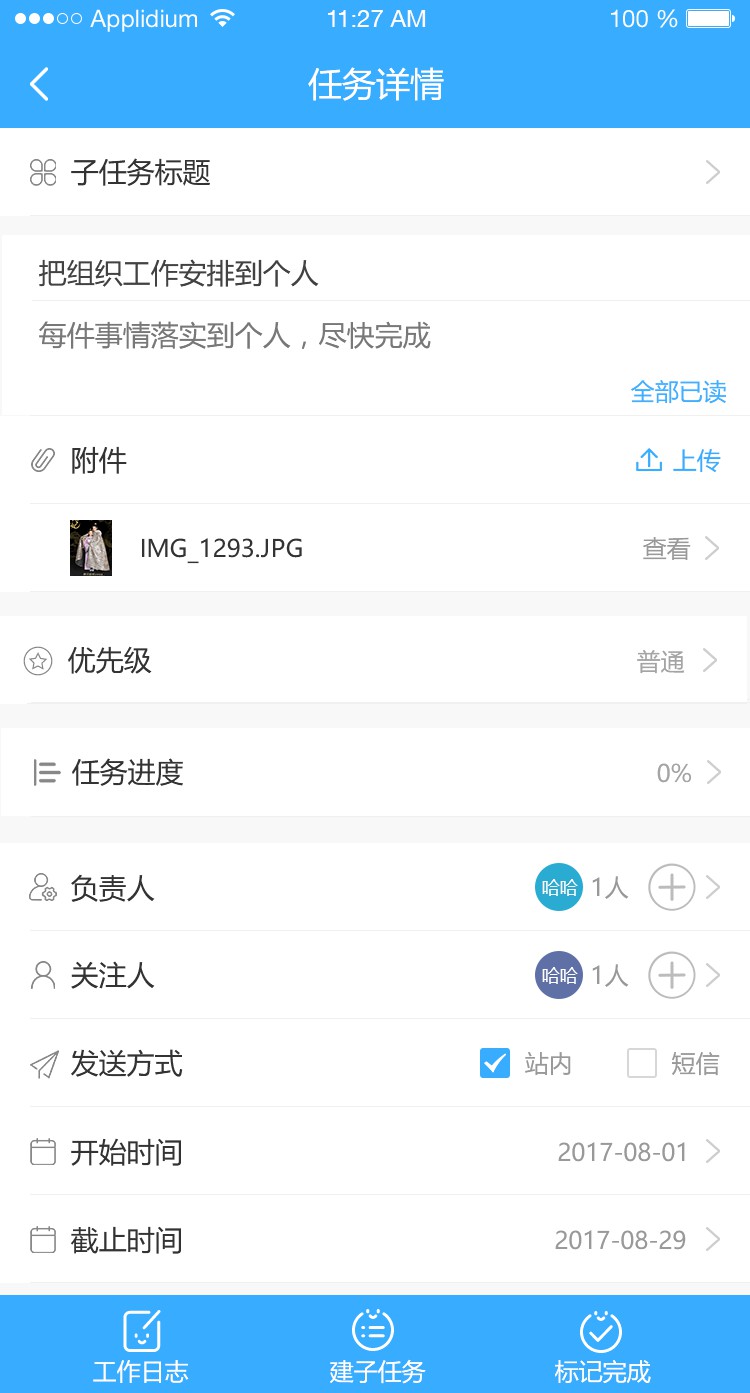 Applidium 11:27 AM 100 %
任务详情
子任务标题
把组织工作安排到个人
每件事情落实到个人，尽快完成
全部已读
附件 上传
IMG_1293.JPG 查看
优先级 普通
任务进度 0%
负责人 哈哈 1人
关注人 哈哈 1人
发送方式 站内 短信
开始时间 2017-08-01
截止时间 2017-08-29
工作日志 建子任务 标记完成